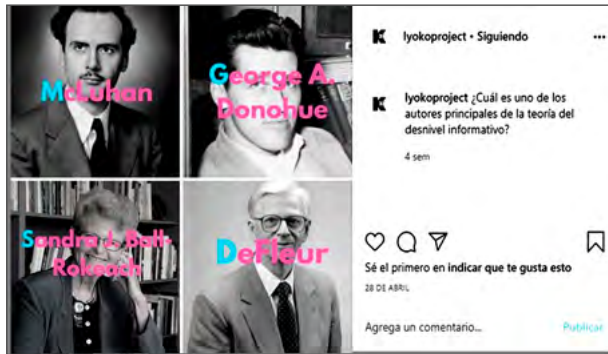 McLuhan
George A.
Donohue
Sandra J. Ball-
Rokeach
DeFleur
lyokoproject • Siguiendo
lyokoproject ¿Cuál es uno de los
autores principales de la teoría del
desnivel informativo?
4 sem
Sé el primero en indicar que te gusta esto
28 DE ABRIL
Agrega un comentario... Publicar